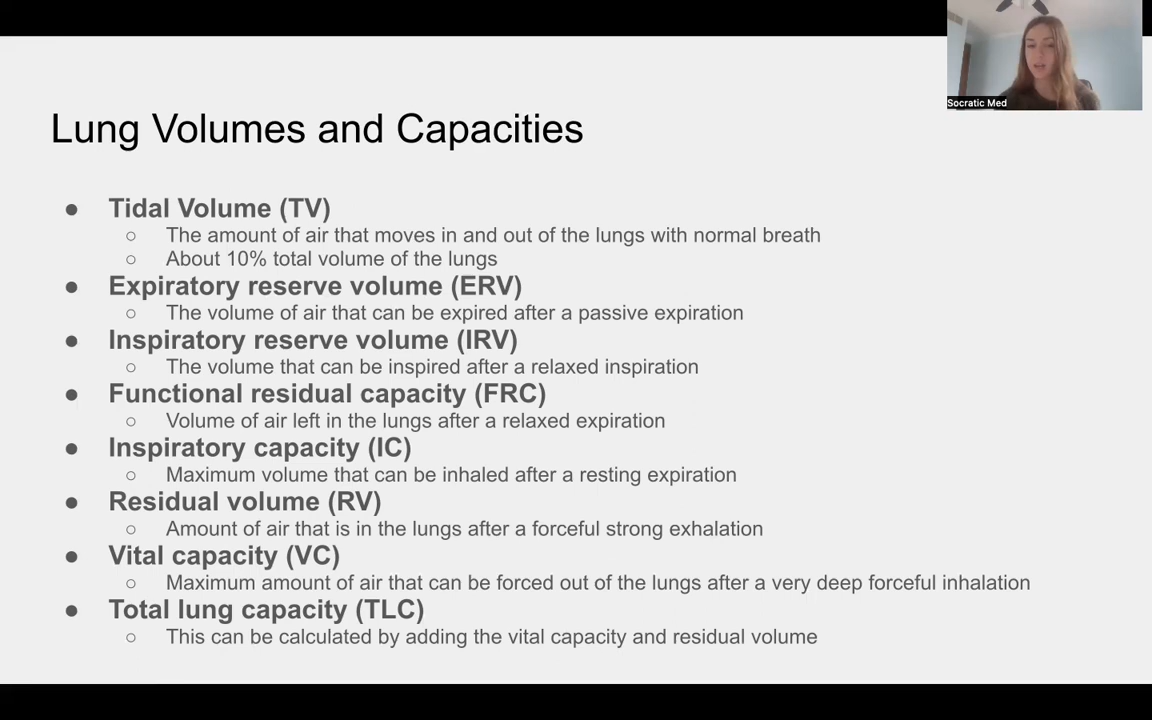 Socratic Med
Lung Volumes and Capacities
● Tidal Volume (TV)
○ The amount of air that moves in and out of the lungs with normal breath
○ About 10% total volume of the lungs
● Expiratory reserve volume (ERV)
○ The volume of air that can be expired after a passive expiration
● Inspiratory reserve volume (IRV)
○ The volume that can be inspired after a relaxed inspiration
● Functional residual capacity (FRC)
○ Volume of air left in the lungs after a relaxed expiration
● Inspiratory capacity (IC)
○ Maximum volume that can be inhaled after a resting expiration
● Residual volume (RV)
○ Amount of air that is in the lungs after a forceful strong exhalation
● Vital capacity (VC)
○ Maximum amount of air that can be forced out of the lungs after a very deep forceful inhalation
● Total lung capacity (TLC)
○ This can be calculated by adding the vital capacity and residual volume